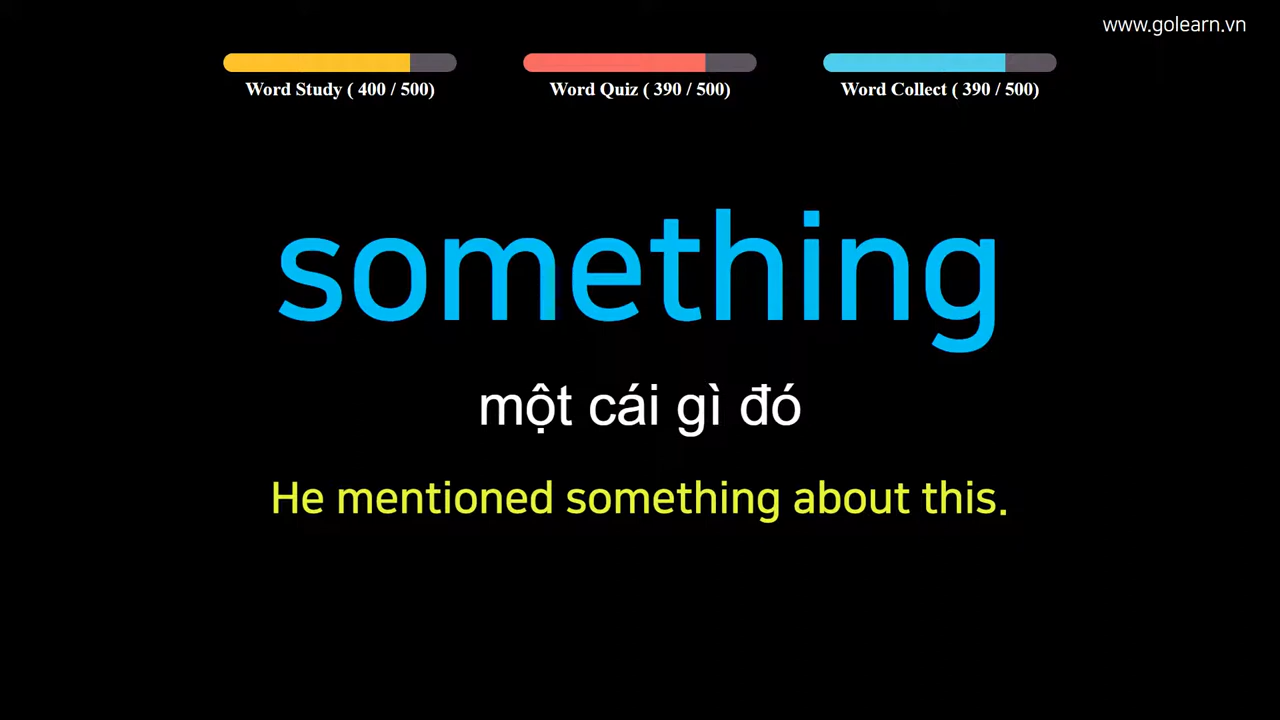 www.golearn.vn
Word Study ( 400 / 500)
Word Quiz ( 390 / 500)
Word Collect ( 390 / 500)
something
một cái gì đó
He mentioned something about this.